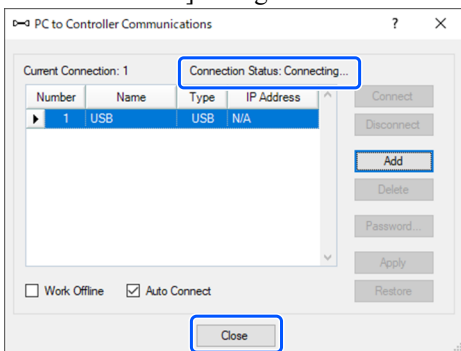 PC to Controller Communications
Current Connection: 1
Connection Status: Connecting...
Number Name Type IP Address
1 USB USB N/A
Connect
Disconnect
Add
Delete
Password...
Apply
Restore
Work Offline
Auto Connect
Close